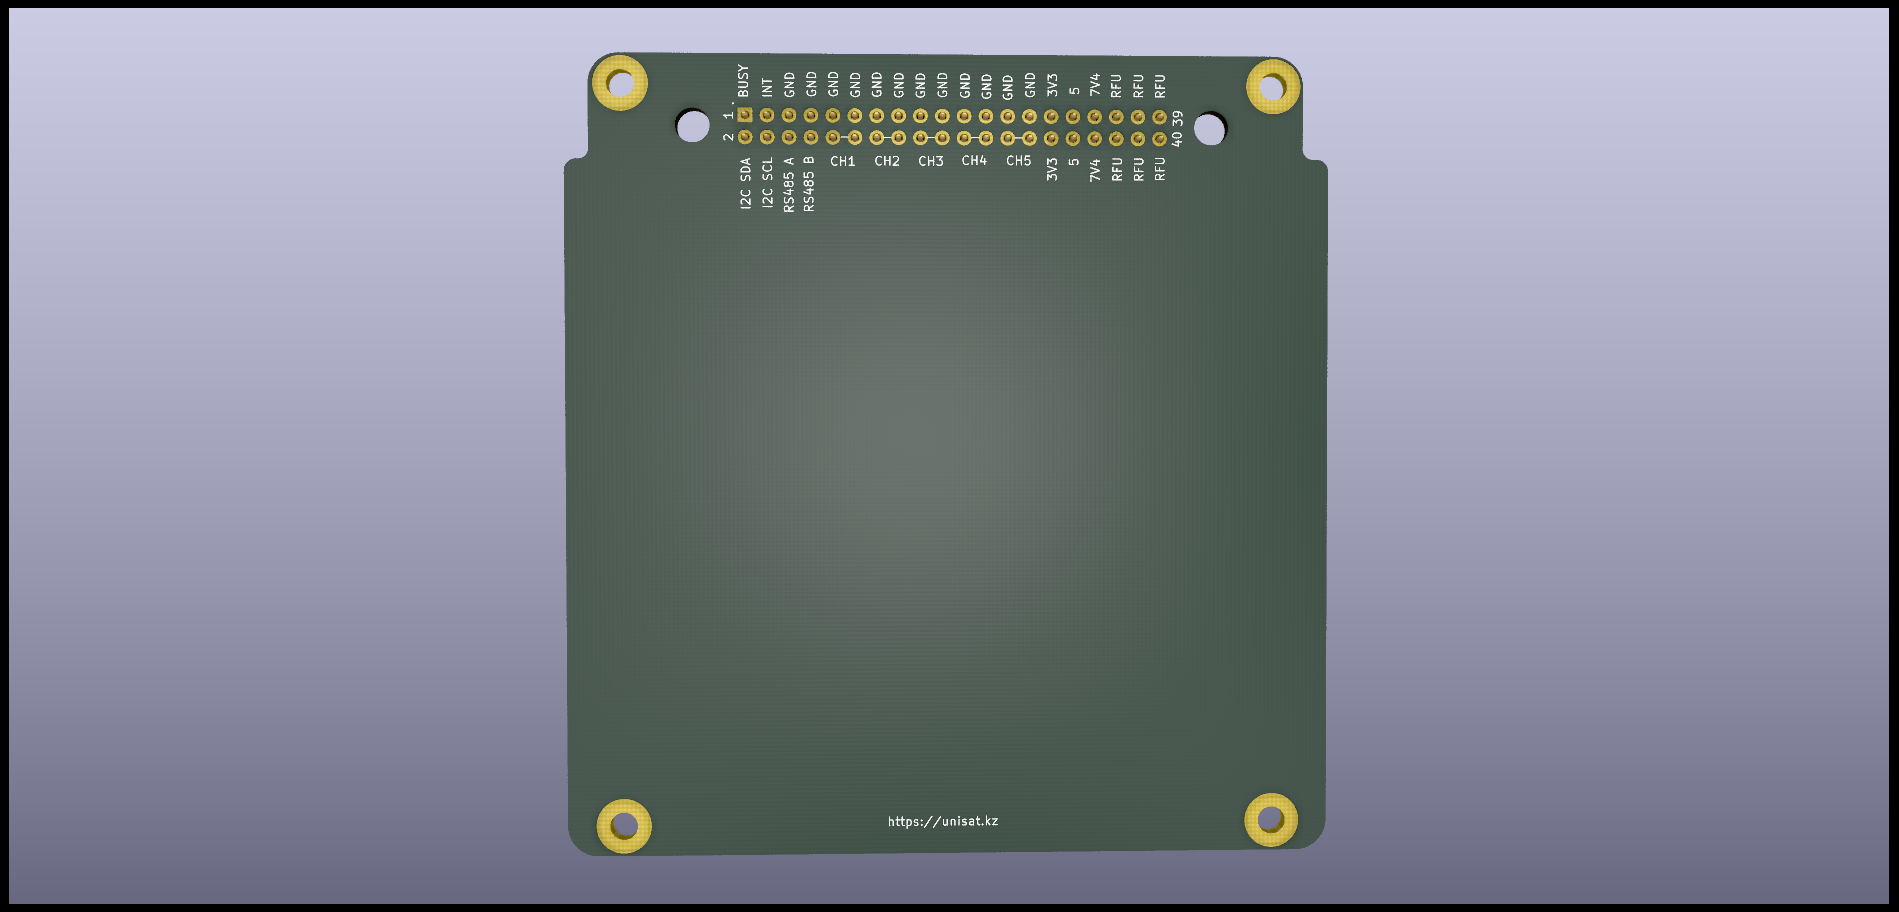 BUSY INT GND GND GND GND GND GND GND GND GND GND GND GND 3V3 5 7V4 RFU RFU RFU
1 39
2 40
I2C SDA I2C SCL RS485 A RS485 B CH1 CH2 CH3 CH4 CH5 3V3 5 7V4 RFU RFU RFU
https://unisat.kz